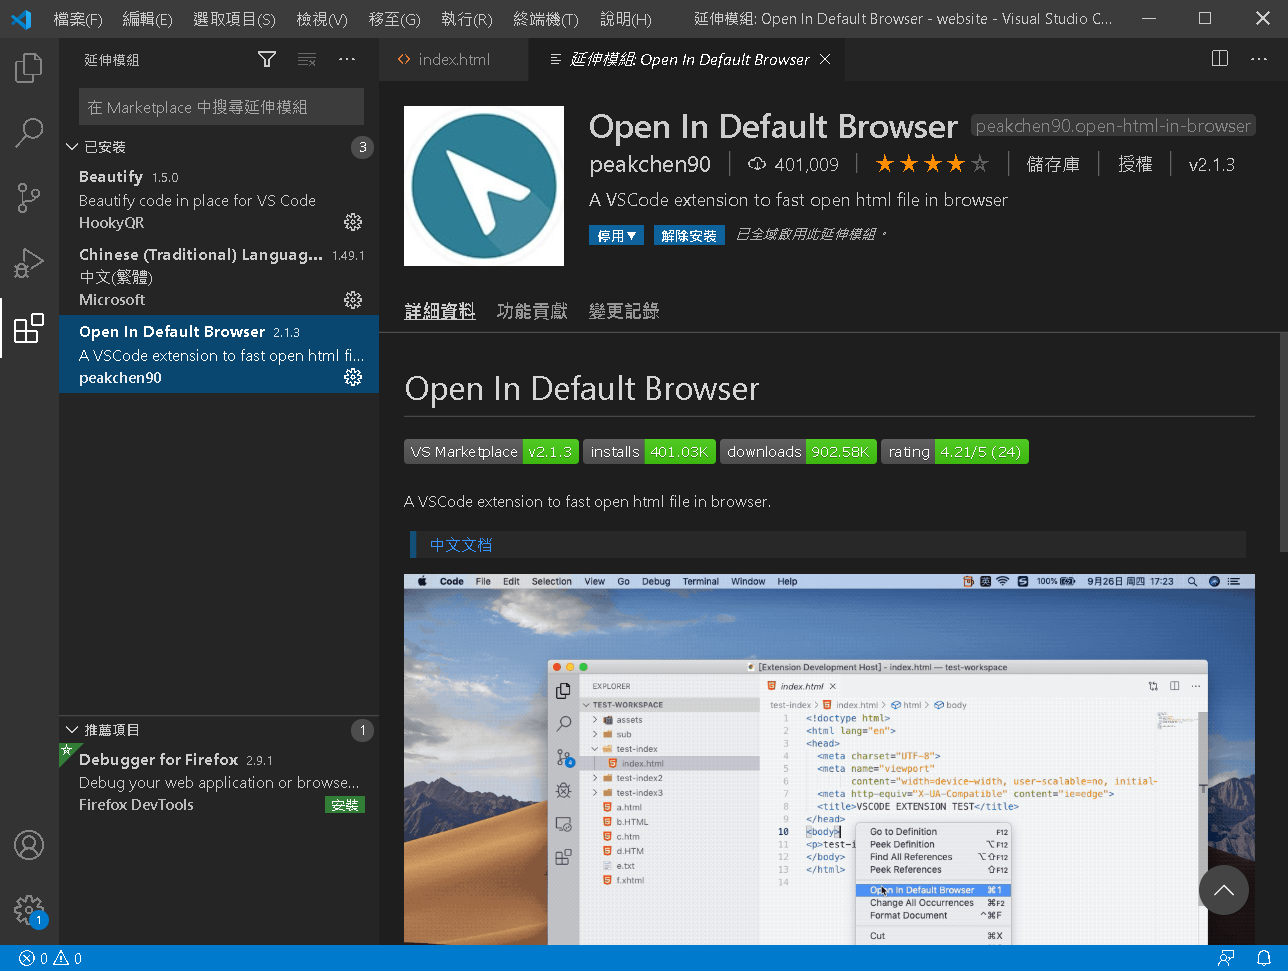 檔案(F) 編輯(E) 選取項目(S) 檢視(V) 移至(G) 執行(R) 終端機(T) 說明(H) 延伸模組: Open In Default Browser - website - Visual Studio C...
延伸模組
index.html
延伸模組: Open In Default Browser
在 Marketplace 中搜尋延伸模組
已安裝 3
Beautify 1.5.0
Beautify code in place for VS Code
HookyQR
Chinese (Traditional) Languag... 1.49.1
中文(繁體)
Microsoft
Open In Default Browser 2.1.3
A VSCode extension to fast open html fi...
peakchen90
推薦項目 1
Debugger for Firefox 2.9.1
Debug your web application or browse...
Firefox DevTools 安裝
1
Open In Default Browser peakchen90.open-html-in-browser
peakchen90 401,009 儲存庫 授權 v2.1.3
A VSCode extension to fast open html file in browser
停用▼ 解除安裝 已全域啟用此延伸模組。
詳細資料 功能貢獻 變更記錄
Open In Default Browser
VS Marketplace v2.1.3 installs 401.03K downloads 902.58K rating 4.21/5 (24)
A VSCode extension to fast open html file in browser.
中文文档
Code File Edit Selection View Go Debug Terminal Window Help 英 S 100% 9月26日 周四 17:23
[Extension Development Host] - index.html — test-workspace
EXPLORER
TEST-WORKSPACE
assets
sub
test-index
index.html
test-index2
test-index3
a.html
b.HTML
c.htm
d.HTM
e.txt
f.xhtml
4
index.html
test-index > index.html > html > body
1 <!doctype html>
2 <html lang="en">
3 <head>
4 <meta charset="UTF-8">
5 <meta name="viewport"
6 content="width=device-width, user-scalable=no, initial-
7 <meta http-equiv="X-UA-Compatible" content="ie=edge">
8 <title>VSCODE EXTENSION TEST</title>
9 </head>
10 <body>
11 <p>test-i
12 </body>
13 </html>
14
Go to Definition F12
Peek Definition ⌥F12
Find All References ⌥⇧F12
Peek References ⇧F12
Open In Default Browser ⌘1
Change All Occurrences ⌘F2
Format Document ^⌘F
Cut ⌘X
0 0